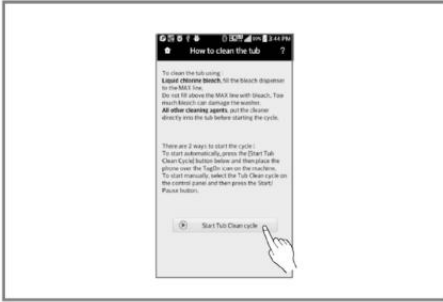 3:44 PM
How to clean the tub ?
To clean the tub using:
Liquid chlorine bleach, fill the bleach dispenser
to the MAX line.
Do not fill above the MAX line with bleach, Too
much bleach can damage the washer.
All other cleaning agents, put the cleaner
directly into the tub before starting the cycle.
There are 2 ways to start the cycle:
To start automatically, press the [Start Tub
Clean Cycle] button below and then place the
phone over the TagOn icon on the machine.
To start manually, select the Tub Clean cycle on
the control panel and then press the Start/
Pause button.
Start Tub Clean cycle